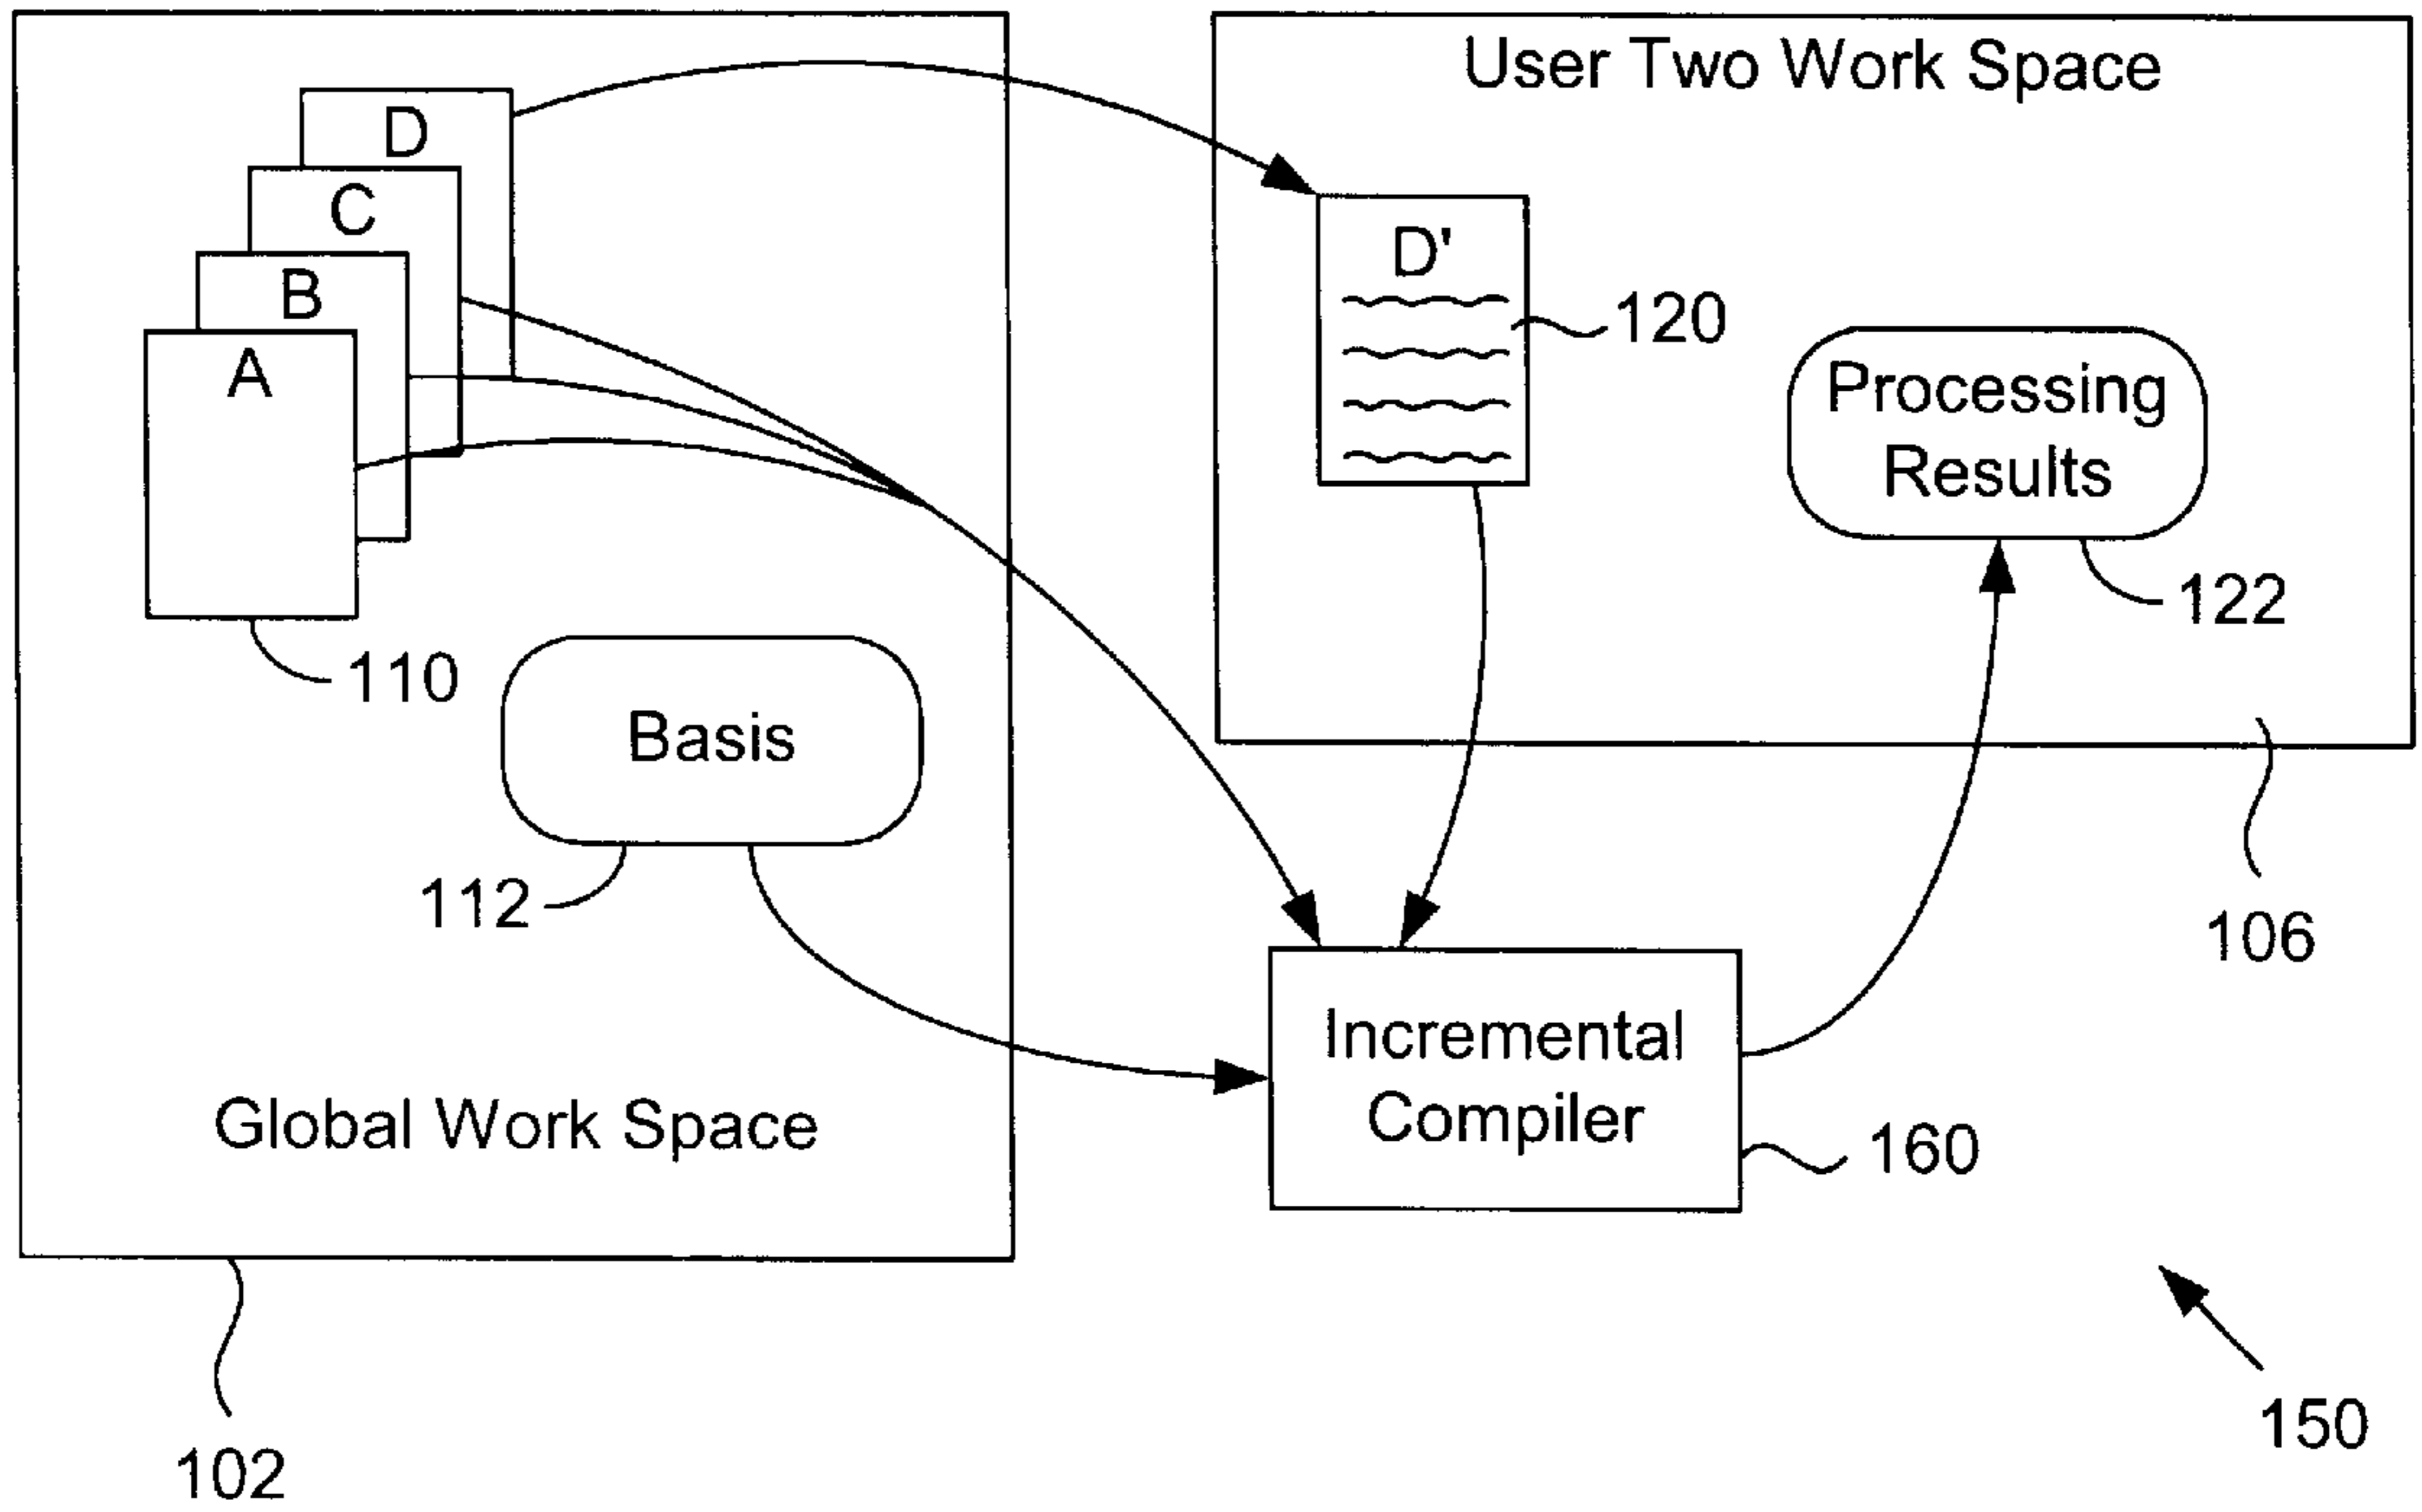 User Two Work Space
D
C
B
A
D'
120
Processing
Results
122
110
Basis
112
106
Incremental
Compiler
160
Global Work Space
102
150